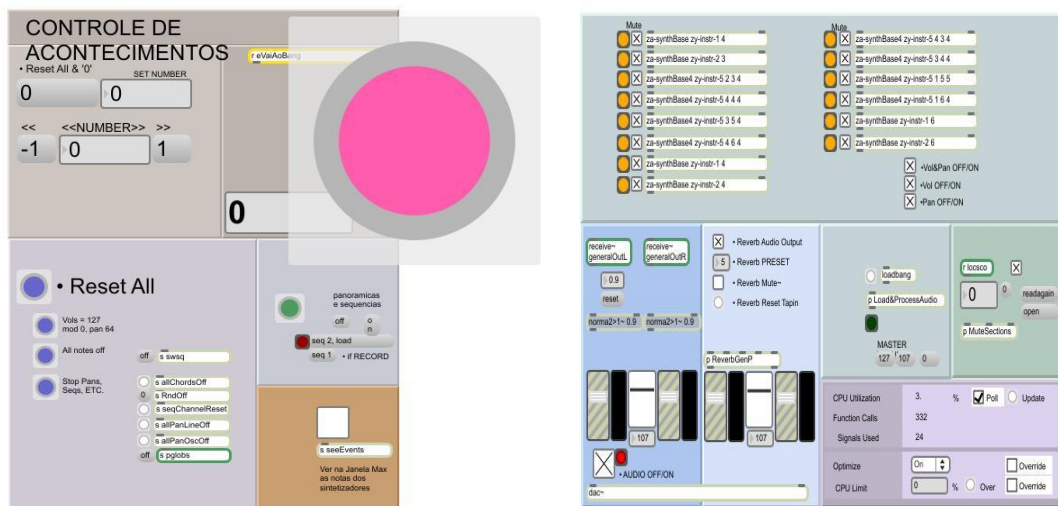 CONTROLE DE
ACONTECIMENTOS
r eVaiAoBang
• Reset All & '0'
SET NUMBER
0
0
<<
<<NUMBER>>
>>
-1
0
1
0
• Reset All
Vols = 127
mod 0, pan 64
All notes off
off
s swsq
Stop Pans,
Seqs, ETC.
s allChordsOff
0
s RndOff
s seqChannelReset
s allPanLineOff
s allPanOscOff
off
s pglobs
panoramicas
e sequencias
off
o
n
seq 2, load
seq 1
• if RECORD
s seeEvents
Ver na Janela Max
as notas dos
sintetizadores
Mute
za-synthBase zy-instr-1 4
za-synthBase zy-instr-2 3
za-synthBase4 zy-instr-5 2 3 4
za-synthBase4 zy-instr-5 4 4 4
za-synthBase4 zy-instr-5 3 5 4
za-synthBase4 zy-instr-5 4 6 4
za-synthBase zy-instr-1 4
za-synthBase zy-instr-2 4
Mute
za-synthBase4 zy-instr-5 4 3 4
za-synthBase4 zy-instr-5 3 4 4
za-synthBase4 zy-instr-5 1 5 5
za-synthBase4 zy-instr-5 1 6 4
za-synthBase zy-instr-1 6
za-synthBase zy-instr-2 6
•Vol&Pan OFF/ON
•Vol OFF/ON
•Pan OFF/ON
receive~
generalOutL
receive~
generalOutR
0.9
reset
norma2>1~ 0.9
norma2>1~ 0.9
107
• AUDIO OFF/ON
dac~
• Reverb Audio Output
5
• Reverb PRESET
• Reverb Mute~
• Reverb Reset Tapin
p ReverbGenP
107
loadbang
p Load&ProcessAudio
MASTER
127
107
0
r locsco
0
0
readagain
open
p MuteSections
CPU Utilization
3.
%
Poll
Update
Function Calls
332
Signals Used
24
Optimize
On
Override
CPU Limit
0
%
Over
Override